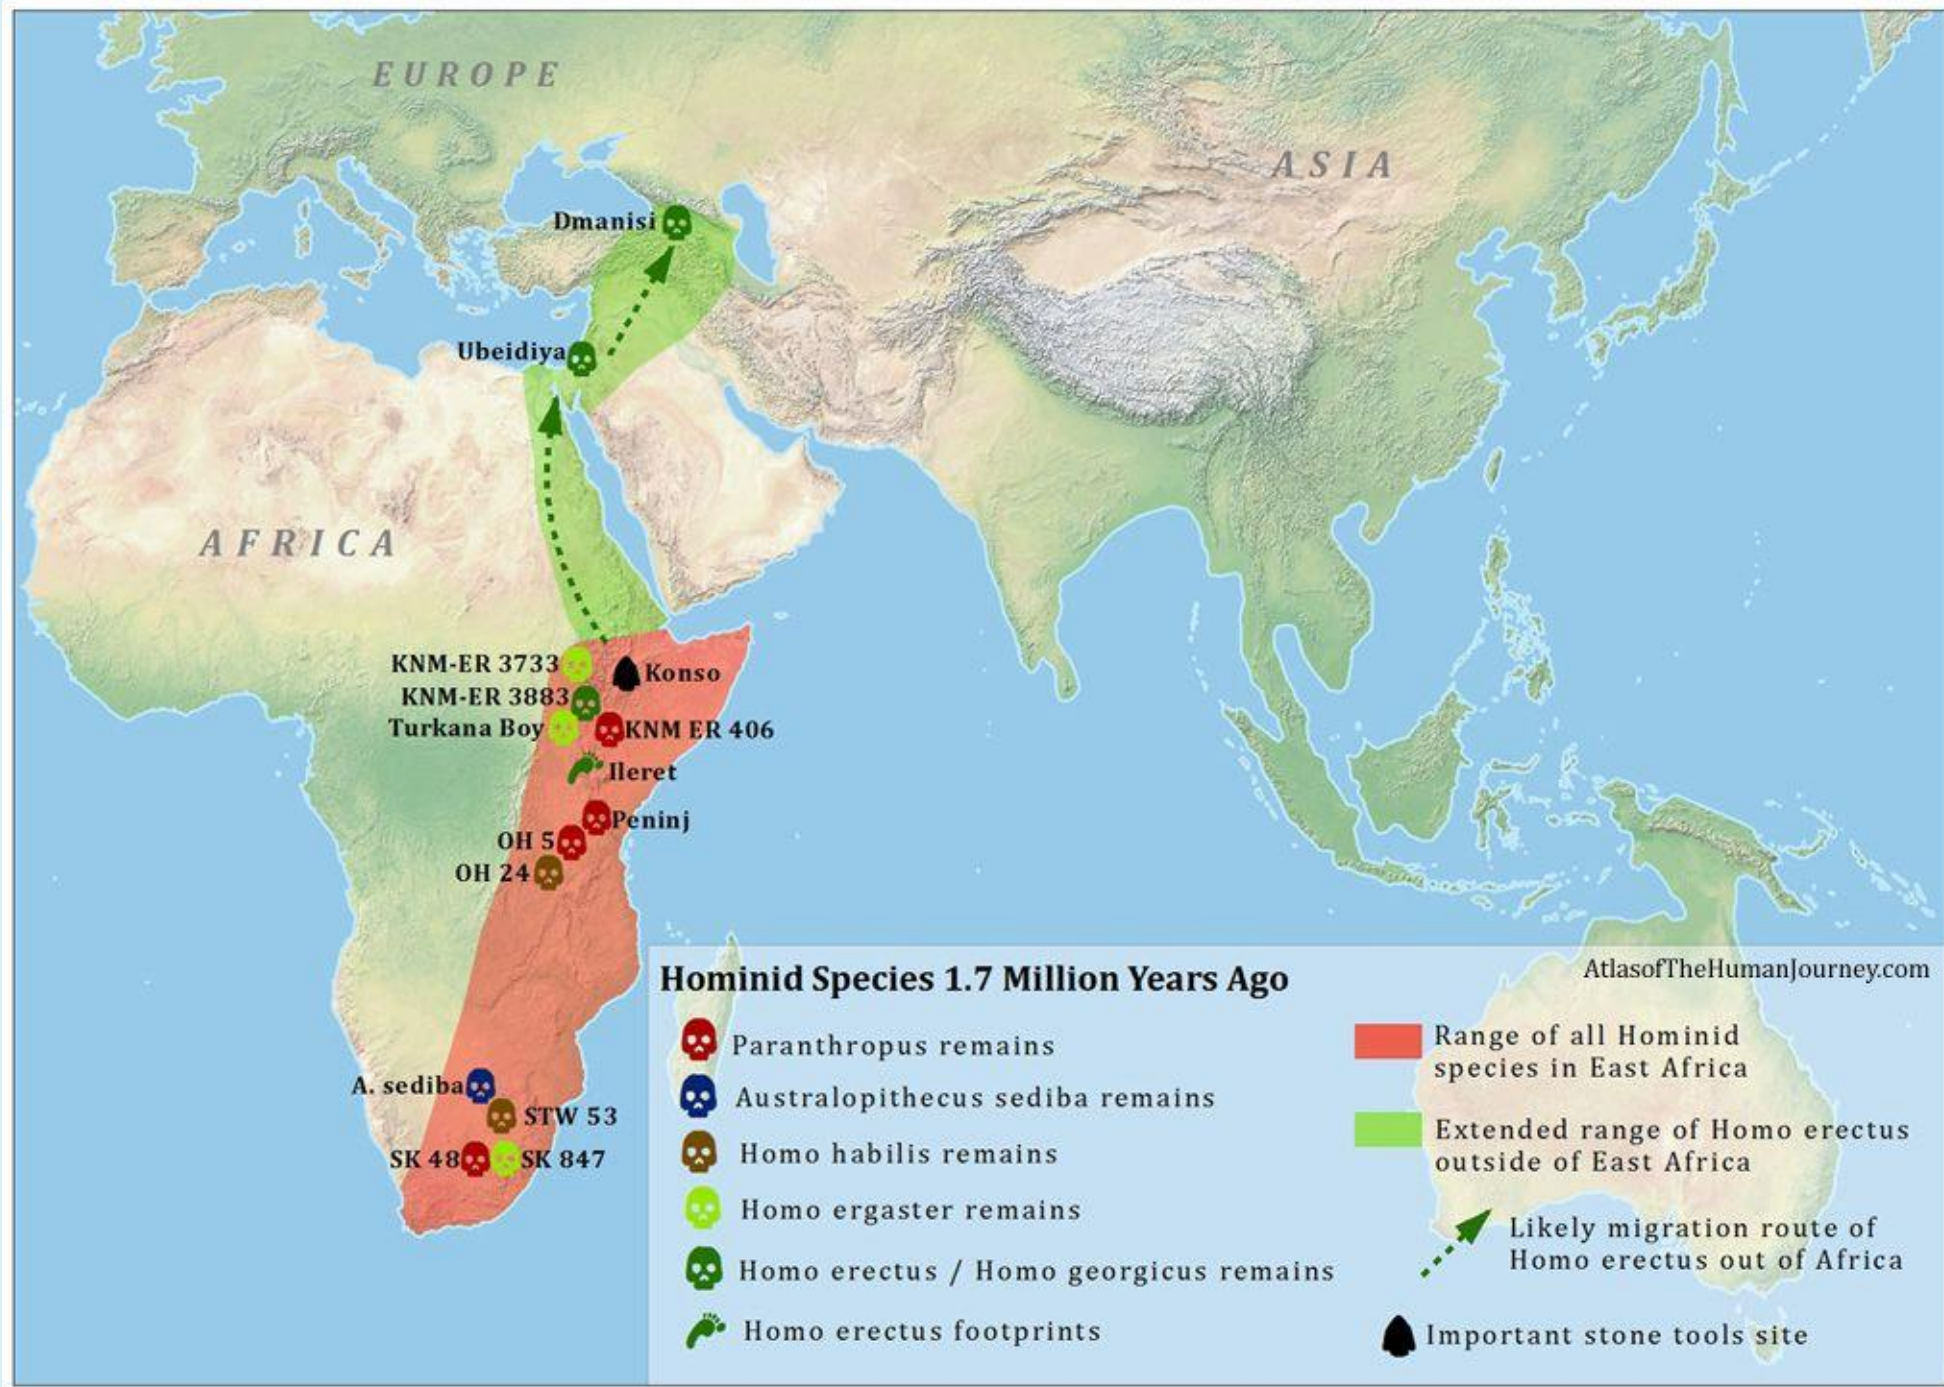 EUROPE
ASIA
Dmanisi
Ubeidiya
AFRICA
KNM-ER 3733
Konso
KNM-ER 3883
Turkana Boy
KNM ER 406
Ileret
Peninj
OH 5
OH 24
A. sediba
STW 53
SK 48
SK 847
Hominid Species 1.7 Million Years Ago
AtlasofTheHumanJourney.com
Paranthropus remains
Australopithecus sediba remains
Homo habilis remains
Homo ergaster remains
Homo erectus / Homo georgicus remains
Homo erectus footprints
Range of all Hominid
species in East Africa
Extended range of Homo erectus
outside of East Africa
Likely migration route of
Homo erectus out of Africa
Important stone tools site